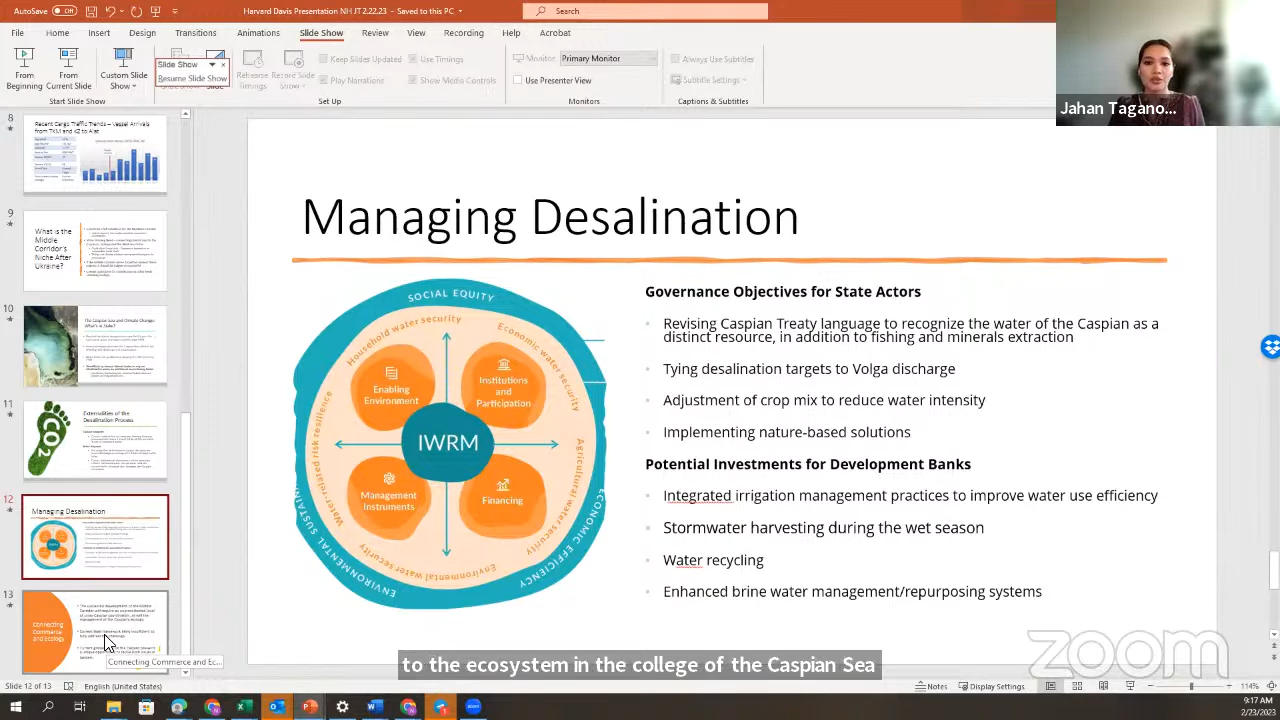 AutoSave
Off
Harvard Davis Presentation NH JT 2.22.23 - Saved to this PC
Search
File
Home
Insert
Design
Transitions
Animations
Slide Show
Review
View
Recording
Help
Acrobat
From Beginning
From Current Slide
Custom Slide Show
Slide Show
Resume Slide Show
Rehearse Timings
Record Slide Show
Keep Slides Updated
Play Narrations
Use Timings
Show Media Controls
Monitor:
Primary Monitor
Use Presenter View
Always Use Subtitles
Subtitle Settings
Start Slide Show
Set Up
Monitors
Captions & Subtitles
Jahan Tagano...
Recent Cargo Traffic Trends - Vessel Arrivals
from TKM and KZ to Alat
9
What is the
Middle
Corridor's
Niche After
Ukraine?
10
The Caspian Sea and Climate Change:
What is at Stake?
11
Externalities of the
Desalination Process
12
Managing Desalination
13
Connecting
Commerce
and Ecology
Connecting Commerce and Ec...
Managing Desalination
SOCIAL EQUITY
ECONOMIC EFFICIENCY
Household water security
Environmental water security
Enabling
Environment
Institutions
and
Participation
IWRM
Management
Instruments
Financing
Governance Objectives for State Actors
Revising Caspian Treaty language to recognize the water of the Caspian as a
distinct resource, in addition to fishing and minerals extraction
Tying desalination targets to Volga discharge
Adjustment of crop mix to reduce water intensity
Implementing nature-based solutions
Potential Investments for Development Banks
Integrated irrigation management practices to improve water use efficiency
Stormwater harvesting during the wet season
Water recycling
Enhanced brine water management/repurposing systems
to the ecosystem in the college of the Caspian Sea
zoom
Slide 12 of 13
English (United States)
Notes
Display Settings
114%
9:17 AM
2/23/2023